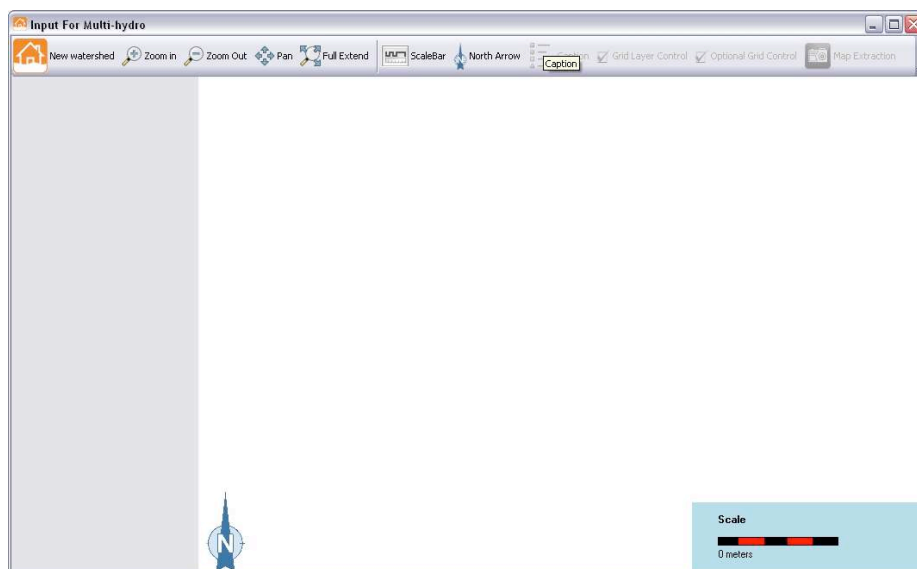 Input For Multi-hydro
New watershed Zoom in Zoom Out Pan Full Extend ScaleBar North Arrow Caption Grid Layer Control Optional Grid Control Map Extraction
Caption
N
Scale
0 meters